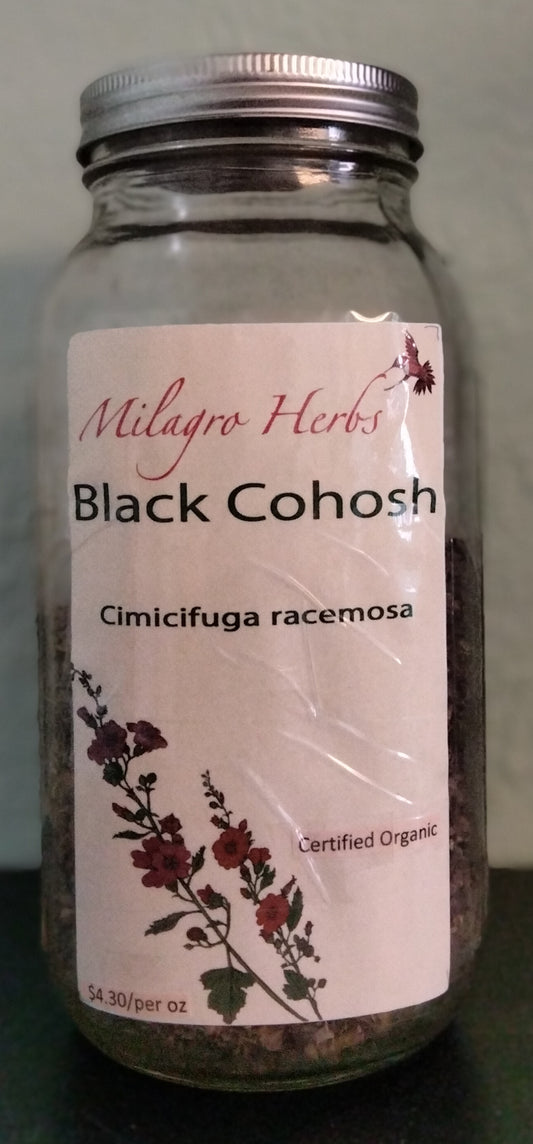 Milagro Herbs
Black Cohosh
Cimicifuga racemosa
Certified Organic
$4.30/per oz